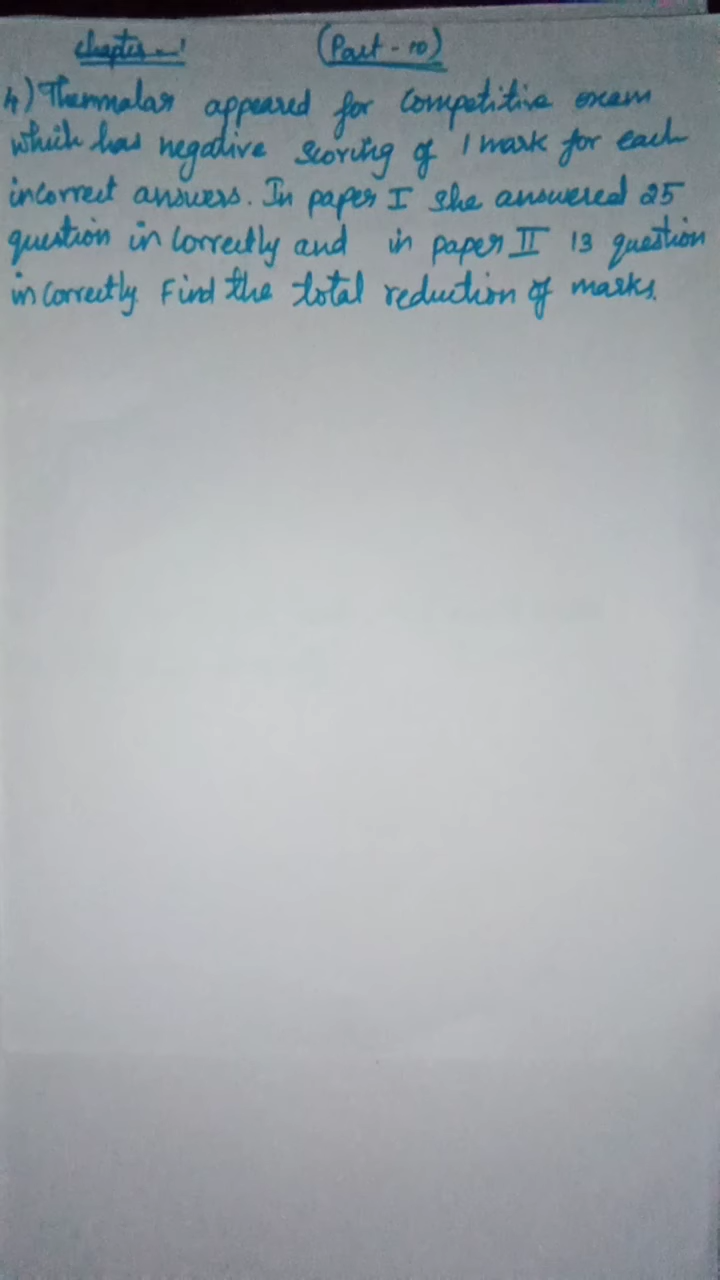 chapter - 1 (Part - 10)
4) Thenmalar appeared for competitive exam
which has negative scoring of 1 mark for each
incorrect answers. In paper I she answered 25
question incorrectly and in paper II 13 question
incorrectly. Find the total reduction of marks.